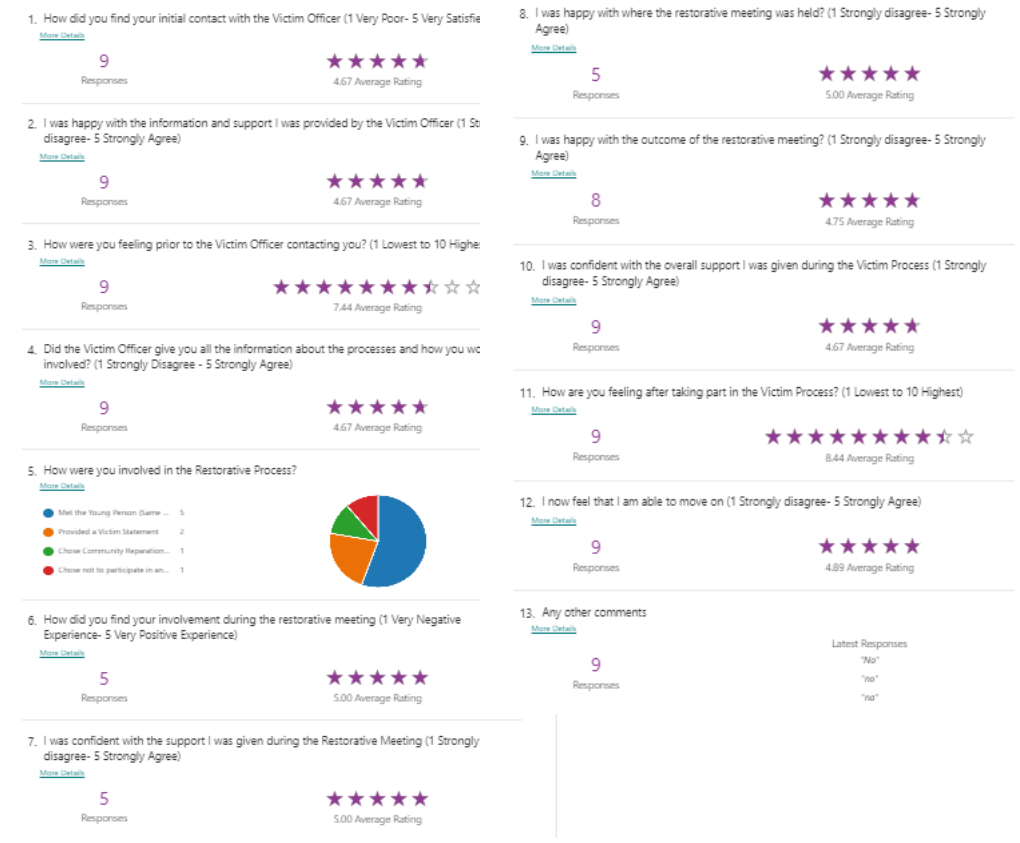 1. How did you find your initial contact with the Victim Officer (1 Very Poor- 5 Very Satisfie
More Details
9
Responses
4.67 Average Rating
2. I was happy with the information and support I was provided by the Victim Officer (1 St
disagree- 5 Strongly Agree)
More Details
9
Responses
4.67 Average Rating
3. How were you feeling prior to the Victim Officer contacting you? (1 Lowest to 10 Highe
More Details
9
Responses
7.44 Average Rating
4. Did the Victim Officer give you all the information about the processes and how you wo
involved? (1 Strongly Disagree - 5 Strongly Agree)
More Details
9
Responses
4.67 Average Rating
5. How were you involved in the Restorative Process?
More Details
Met the Young Person (Same ... 5
Provided a Victim Statement 2
Chose Community Reparation... 1
Chose not to participate in an... 1
6. How did you find your involvement during the restorative meeting (1 Very Negative
Experience- 5 Very Positive Experience)
More Details
5
Responses
5.00 Average Rating
7. I was confident with the support I was given during the Restorative Meeting (1 Strongly
disagree- 5 Strongly Agree)
More Details
5
Responses
5.00 Average Rating
8. I was happy with where the restorative meeting was held? (1 Strongly disagree- 5 Strongly
Agree)
More Details
5
Responses
5.00 Average Rating
9. I was happy with the outcome of the restorative meeting? (1 Strongly disagree- 5 Strongly
Agree)
More Details
8
Responses
4.75 Average Rating
10. I was confident with the overall support I was given during the Victim Process (1 Strongly
disagree- 5 Strongly Agree)
More Details
9
Responses
4.67 Average Rating
11. How are you feeling after taking part in the Victim Process? (1 Lowest to 10 Highest)
More Details
9
Responses
8.44 Average Rating
12. I now feel that I am able to move on (1 Strongly disagree- 5 Strongly Agree)
More Details
9
Responses
4.89 Average Rating
13. Any other comments
More Details
9
Responses
Latest Responses
"No"
"no"
"na"